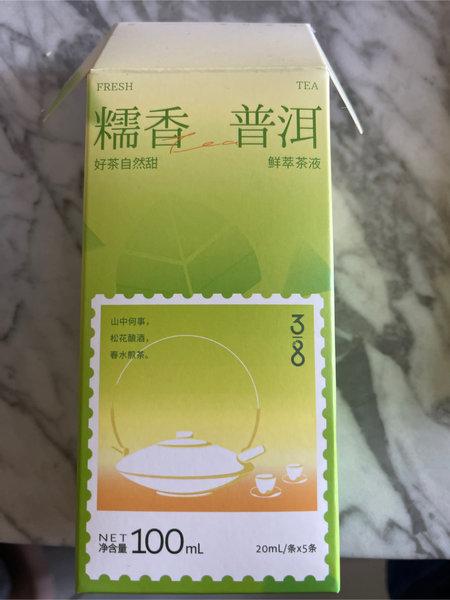 FRESH TEA
糯香 普洱
Tea
好茶自然甜 鲜萃茶液
山中何事，
松花酿酒，
春水煎茶。
3-8
NET
净含量 100mL
20mL/条x5条